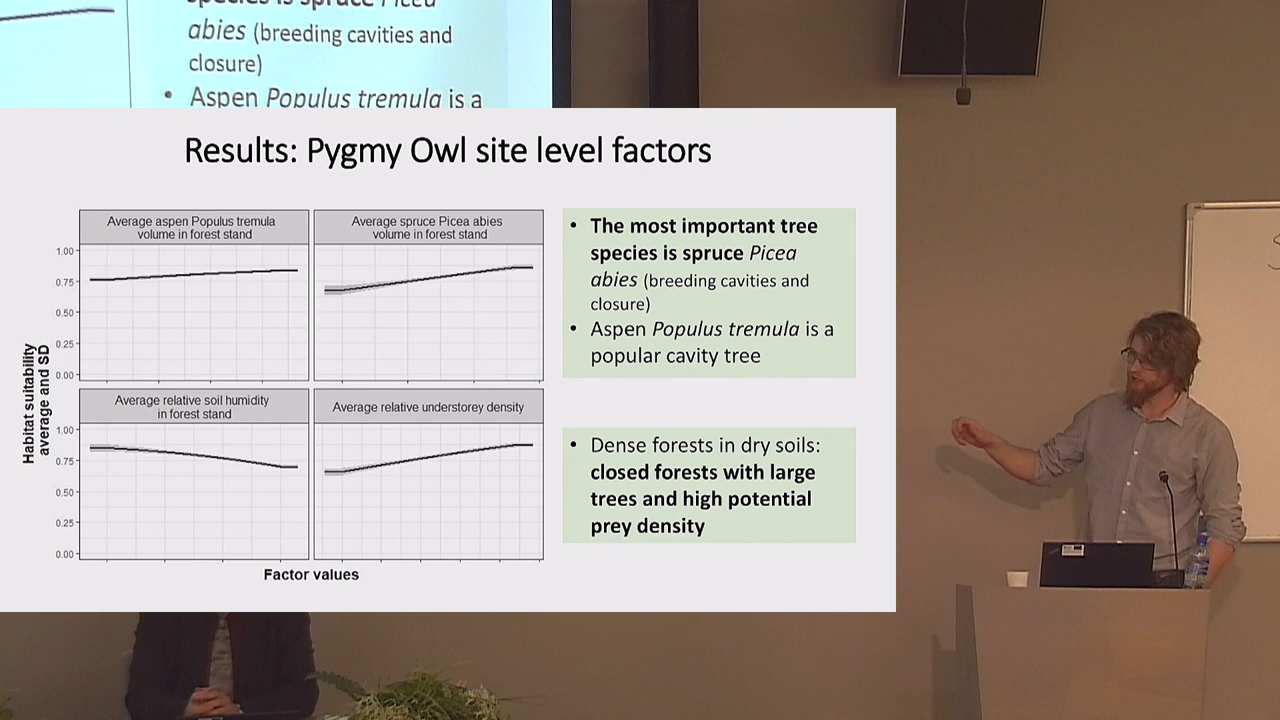 species is spruce Picea
abies (breeding cavities and
closure)
• Aspen Populus tremula is a
Results: Pygmy Owl site level factors
Average aspen Populus tremula
volume in forest stand
Average spruce Picea abies
volume in forest stand
1.00
0.75
0.50
0.25
0.00
Average relative soil humidity
in forest stand
Average relative understorey density
1.00
0.75
0.50
0.25
0.00
Habitat suitability
average and SD
Factor values
• The most important tree
species is spruce Picea
abies (breeding cavities and
closure)
• Aspen Populus tremula is a
popular cavity tree
• Dense forests in dry soils:
closed forests with large
trees and high potential
prey density